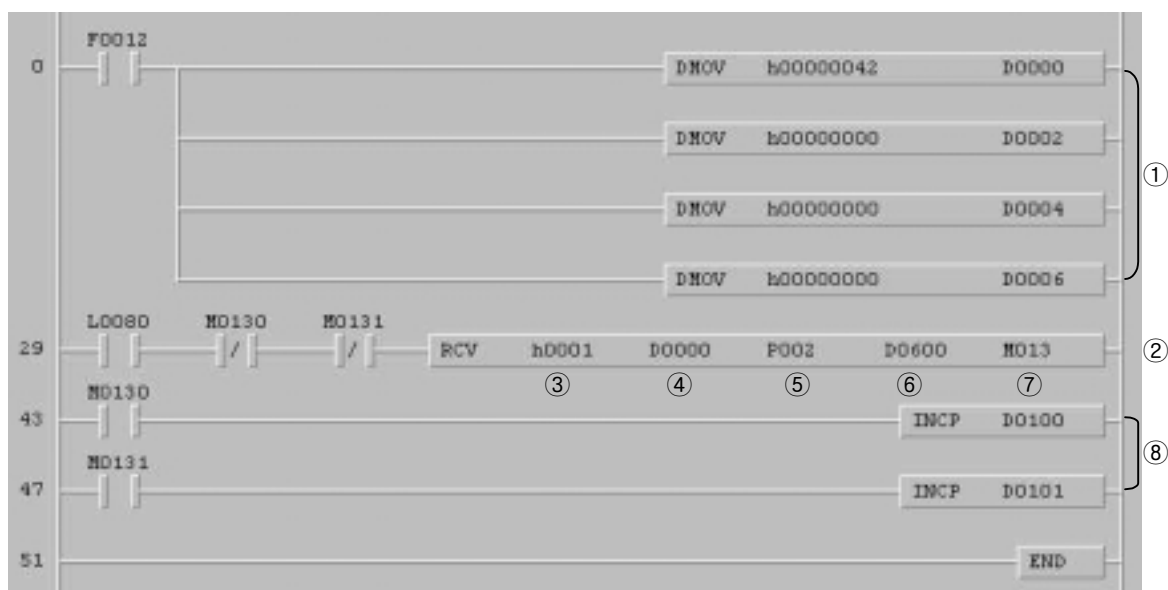 F0012
0 DMOV h00000042 D0000
DMOV h00000000 D0002
①
DMOV h00000000 D0004
DMOV h00000000 D0006
L0080 M0130 M0131
29 RCV h0001 D0000 P002 D0600 M013 ②
③ ④ ⑤ ⑥ ⑦
M0130
43 INCP D0100
⑧
M0131
47 INCP D0101
51 END